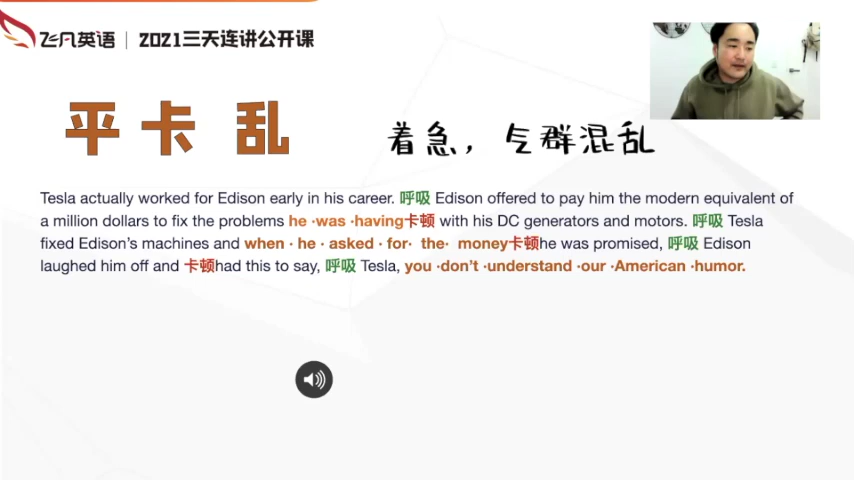 飞凡英语 | 2021三天连讲公开课
平 卡 乱
着急，气群混乱
Tesla actually worked for Edison early in his career. 呼吸 Edison offered to pay him the modern equivalent of
a million dollars to fix the problems he ·was ·having卡顿 with his DC generators and motors. 呼吸 Tesla
fixed Edison's machines and when · he · asked · for· the· money卡顿he was promised, 呼吸 Edison
laughed him off and 卡顿had this to say, 呼吸 Tesla, you ·don't ·understand ·our ·American ·humor.